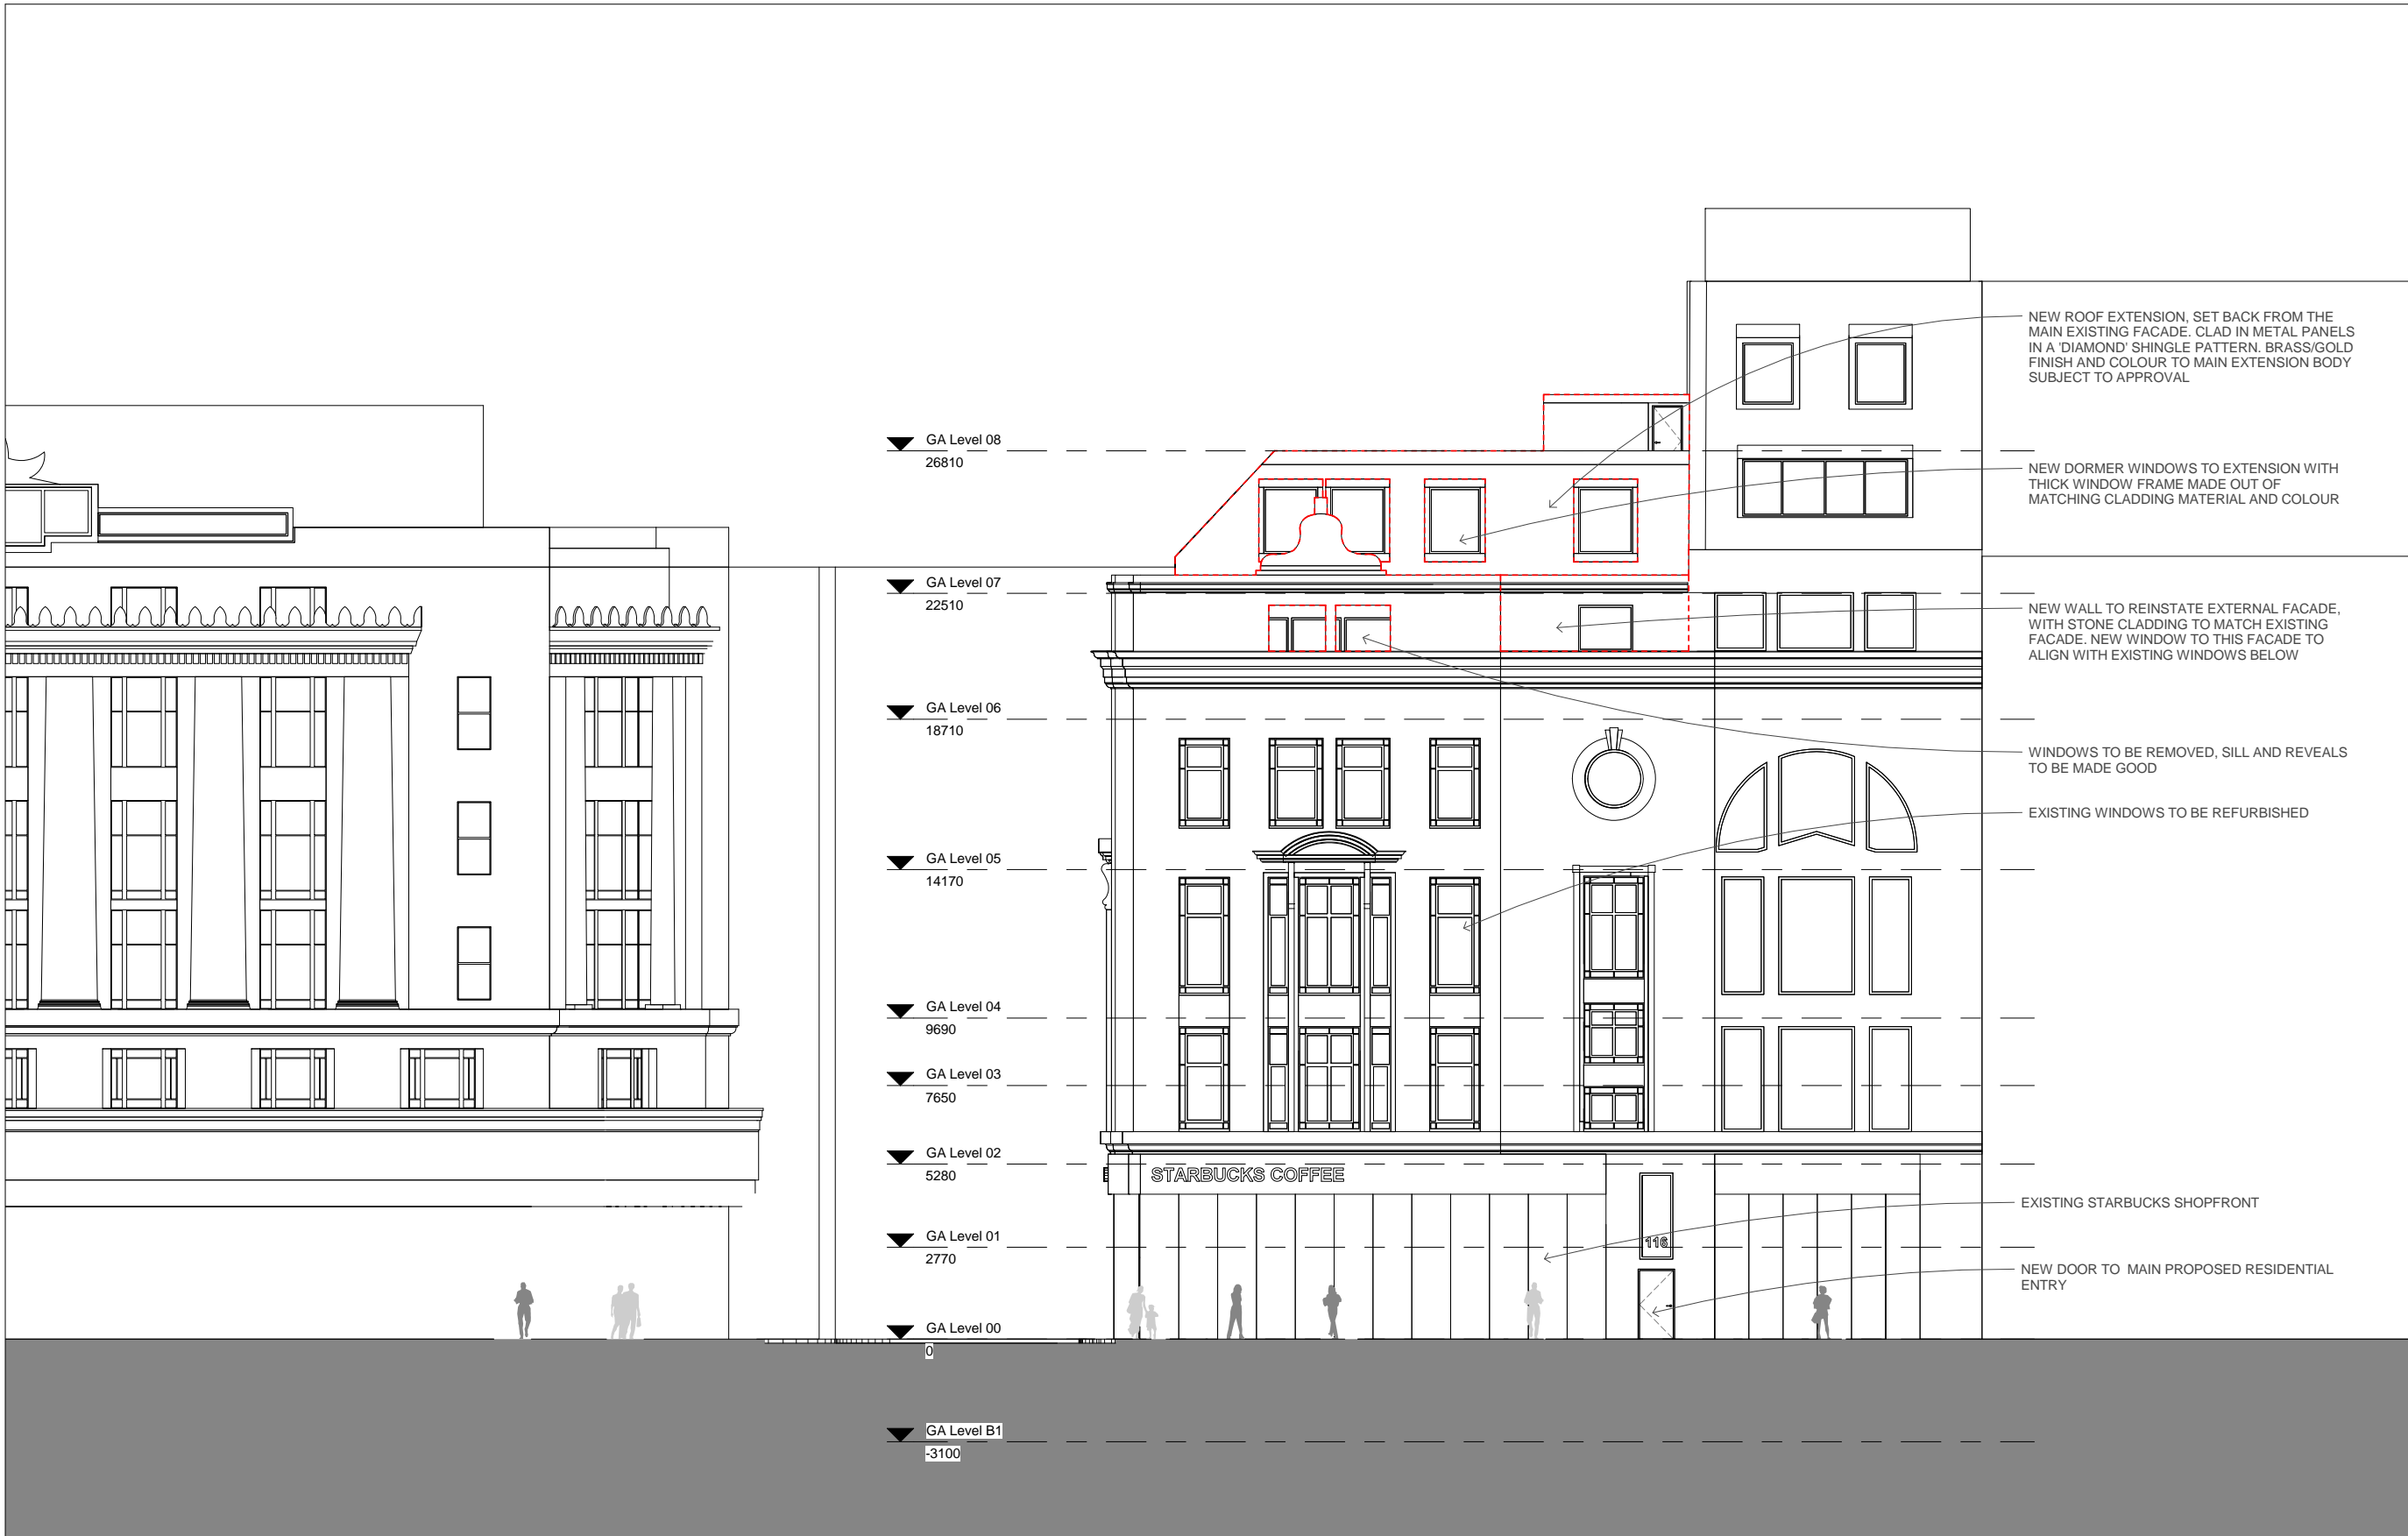 NEW ROOF EXTENSION, SET BACK FROM THE
MAIN EXISTING FACADE. CLAD IN METAL PANELS
IN A 'DIAMOND' SHINGLE PATTERN. BRASS/GOLD
FINISH AND COLOUR TO MAIN EXTENSION BODY
SUBJECT TO APPROVAL
GA Level 08
26810
NEW DORMER WINDOWS TO EXTENSION WITH
THICK WINDOW FRAME MADE OUT OF
MATCHING CLADDING MATERIAL AND COLOUR
GA Level 07
22510
NEW WALL TO REINSTATE EXTERNAL FACADE,
WITH STONE CLADDING TO MATCH EXISTING
FACADE. NEW WINDOW TO THIS FACADE TO
ALIGN WITH EXISTING WINDOWS BELOW
GA Level 06
18710
WINDOWS TO BE REMOVED, SILL AND REVEALS
TO BE MADE GOOD
EXISTING WINDOWS TO BE REFURBISHED
GA Level 05
14170
GA Level 04
9690
GA Level 03
7650
GA Level 02
5280
STARBUCKS COFFEE
EXISTING STARBUCKS SHOPFRONT
GA Level 01
2770
116
NEW DOOR TO MAIN PROPOSED RESIDENTIAL
ENTRY
GA Level 00
0
GA Level B1
-3100